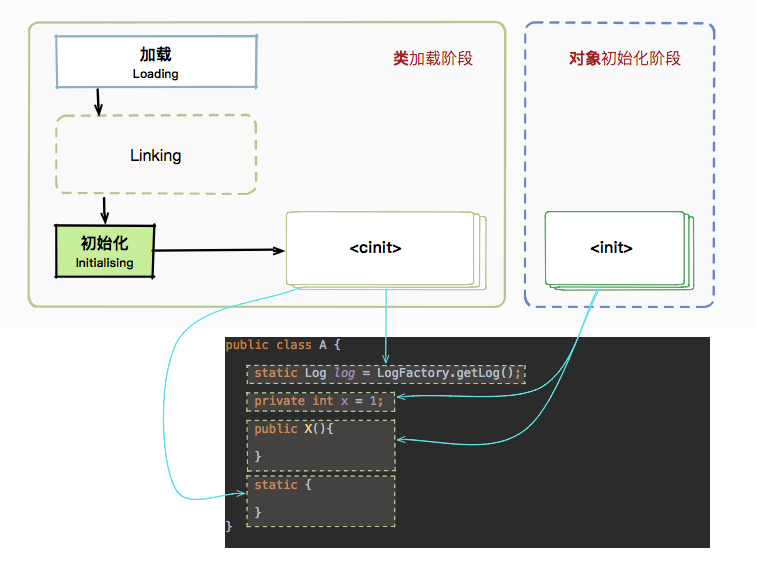 加载
Loading
类加载阶段
对象初始化阶段
Linking
初始化
Initialising
<cinit>
<init>
public class A {
static Log log = LogFactory.getLog();
private int x = 1;
public X(){
}
static {
}
}